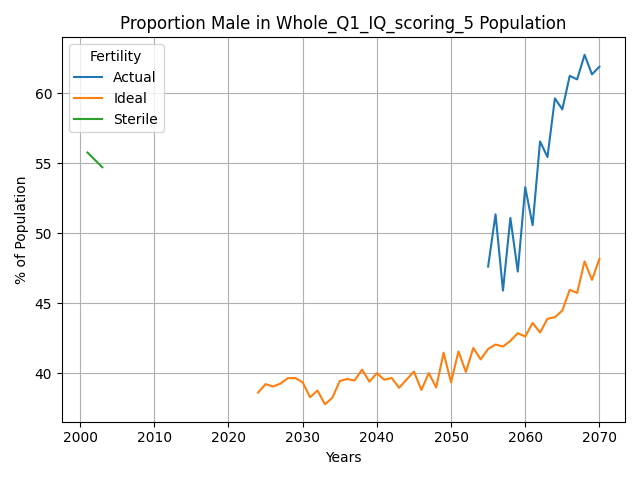 Proportion Male in Whole_Q1_IQ_scoring_5 Population
Fertility
Actual
Ideal
Sterile
% of Population
60
55
50
45
40
2000 2010 2020 2030 2040 2050 2060 2070
Years